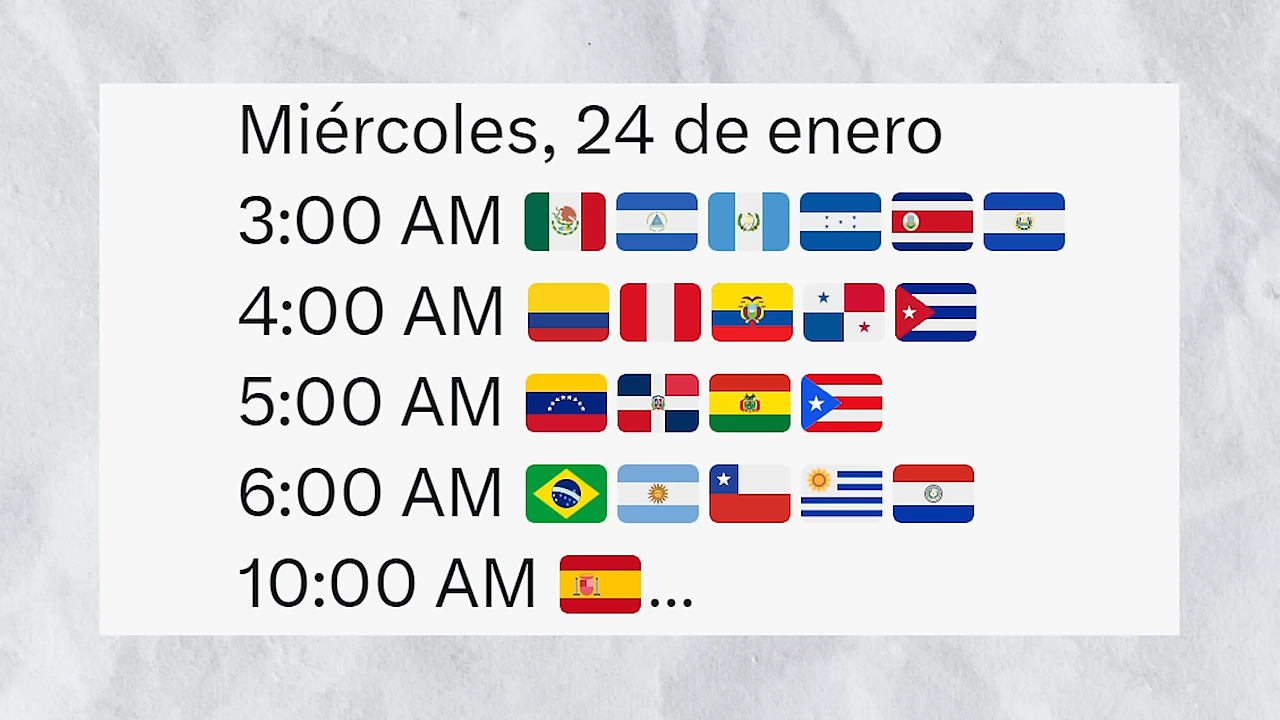 Miércoles, 24 de enero
3:00 AM 🇲🇽 🇳🇮 🇬🇹 🇭🇳 🇨🇷 🇸🇻
4:00 AM 🇨🇴 🇵🇪 🇪🇨 🇵🇦 🇨🇺
5:00 AM 🇻🇪 🇩🇴 🇧🇴 🇵🇷
6:00 AM 🇧🇷 🇦🇷 🇨🇱 🇺🇾 🇵🇾
10:00 AM 🇪🇸...